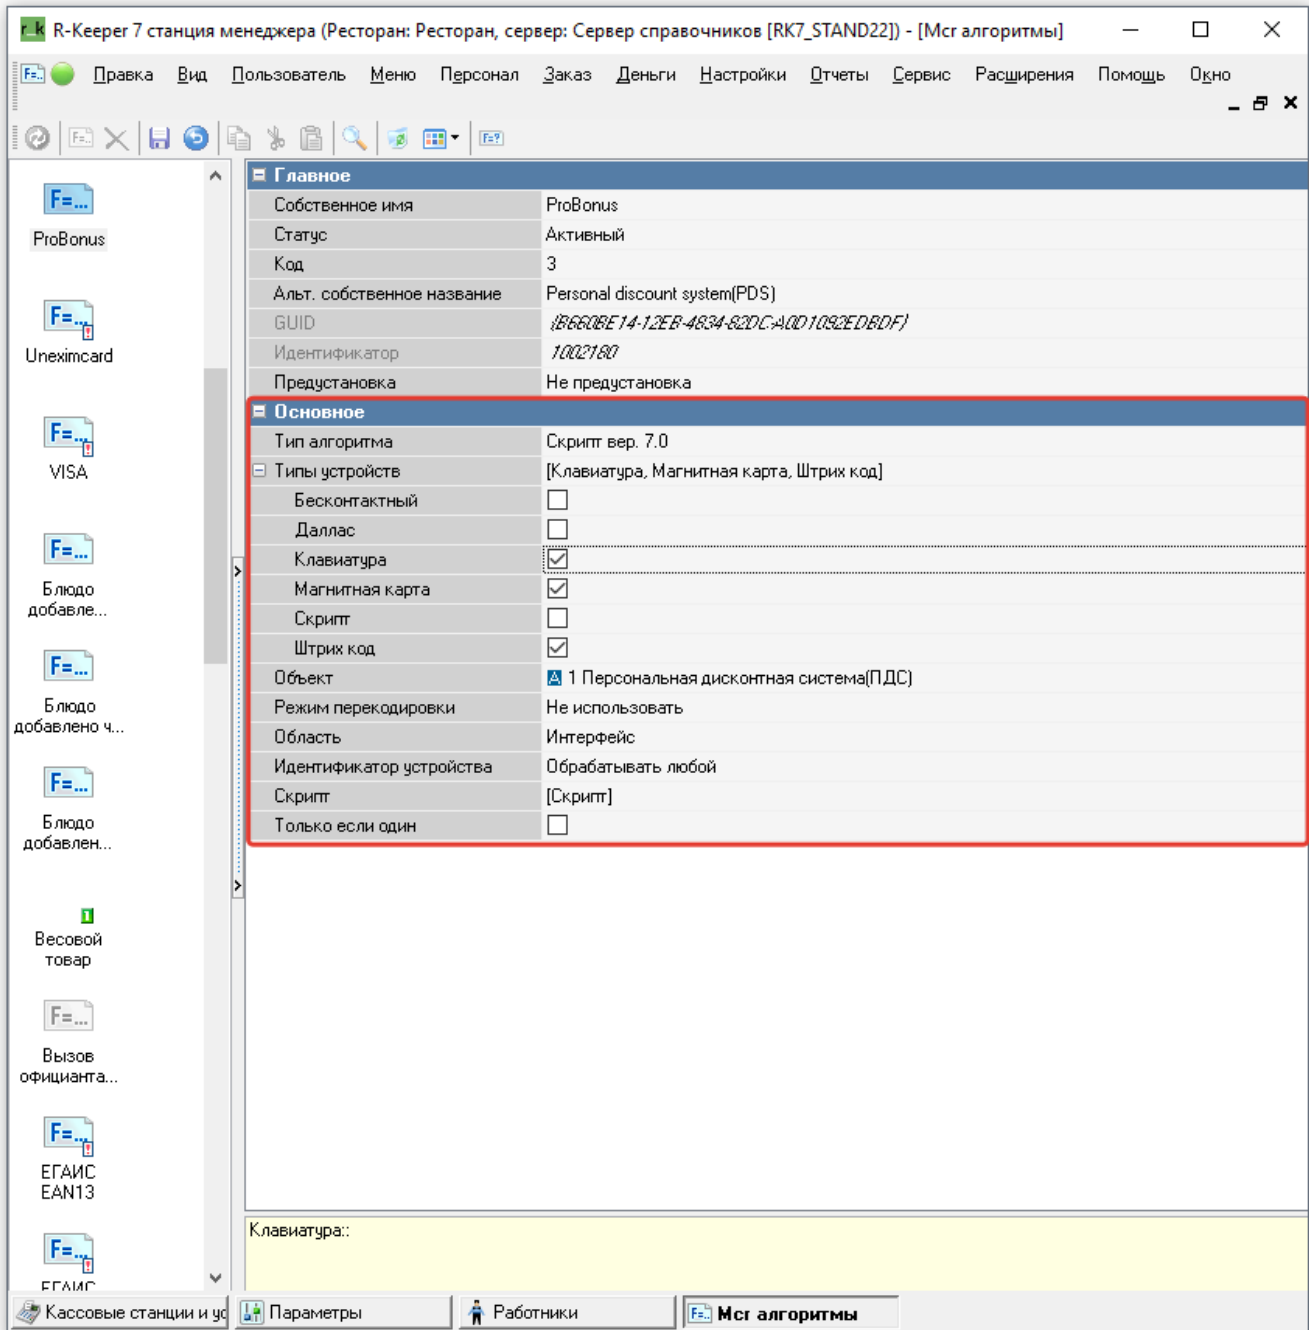 r_k R-Keeper 7 станция менеджера (Ресторан: Ресторан, сервер: Сервер справочников [RK7_STAND22]) - [Мсг алгоритмы]
Правка Вид Пользователь Меню Персонал Заказ Деньги Настройки Отчеты Сервис Расширения Помощь Окно
F=...
ProBonus
F=...
Uneximcard
F=...
VISA
F=...
Блюдо
добавле...
F=...
Блюдо
добавлено ч...
F=...
Блюдо
добавлен...
1
Весовой
товар
F=...
Вызов
официанта...
F=...
ЕГАИС
EAN13
F=...
ЕГАИС
Главное
Собственное имя ProBonus
Статус Активный
Код 3
Альт. собственное название Personal discount system(PDS)
GUID {B660BE14-12EB-4834-82DC-A0D1092EDBDF}
Идентификатор 1002180
Предустановка Не предустановка
Основное
Тип алгоритма Скрипт вер. 7.0
Типы устройств [Клавиатура, Магнитная карта, Штрих код]
Бесконтактный
Даллас
Клавиатура
Магнитная карта
Скрипт
Штрих код
Объект 1 Персональная дисконтная система(ПДС)
Режим перекодировки Не использовать
Область Интерфейс
Идентификатор устройства Обрабатывать любой
Скрипт [Скрипт]
Только если один
Клавиатура::
Кассовые станции и ус Параметры Работники Мсг алгоритмы